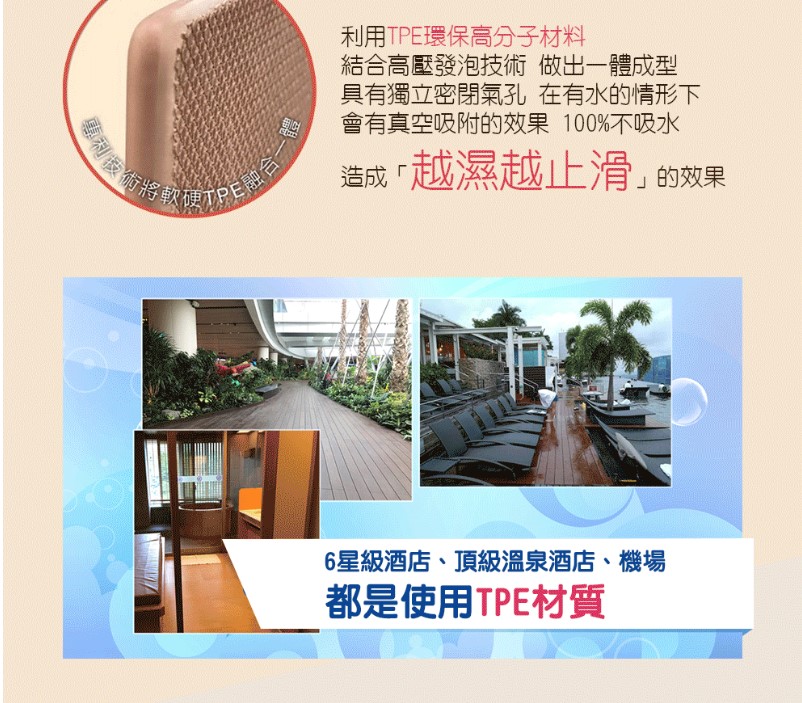 利用TPE環保高分子材料
結合高壓發泡技術 做出一體成型
具有獨立密閉氣孔 在有水的情形下
會有真空吸附的效果 100%不吸水
造成「越濕越止滑」的效果
專利技術將軟硬TPE融合一體
6星級酒店、頂級溫泉酒店、機場
都是使用TPE材質